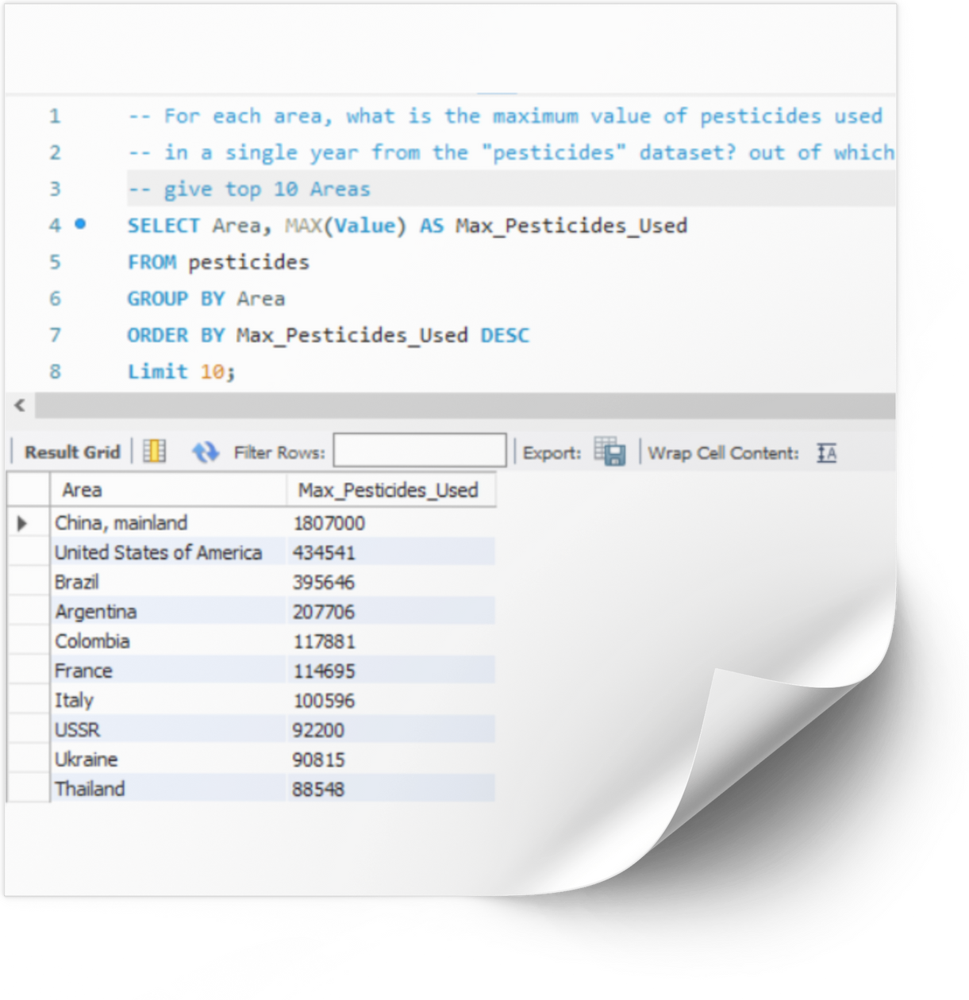 1 -- For each area, what is the maximum value of pesticides used
2 -- in a single year from the "pesticides" dataset? out of which
3 -- give top 10 Areas
4 SELECT Area, MAX(Value) AS Max_Pesticides_Used
5 FROM pesticides
6 GROUP BY Area
7 ORDER BY Max_Pesticides_Used DESC
8 Limit 10;
Result Grid Filter Rows: Export: Wrap Cell Content: IA
Area Max_Pesticides_Used
China, mainland 1807000
United States of America 434541
Brazil 395646
Argentina 207706
Colombia 117881
France 114695
Italy 100596
USSR 92200
Ukraine 90815
Thailand 88548